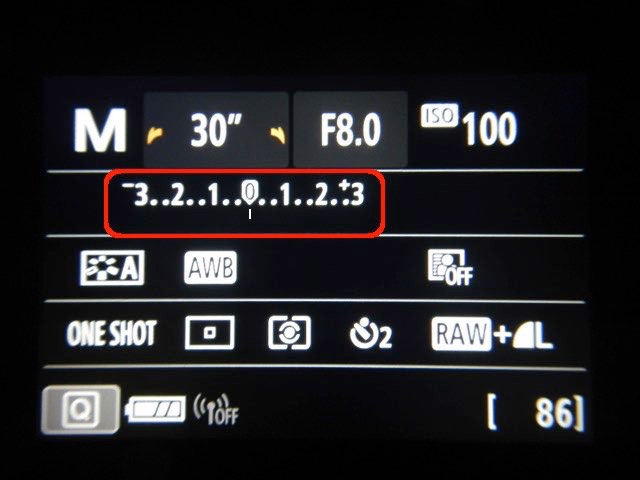 M 30" F8.0 ISO 100
-3..2..1..0..1..2..+3
A AWB OFF
ONE SHOT 2 RAW+L
Q OFF [ 86]